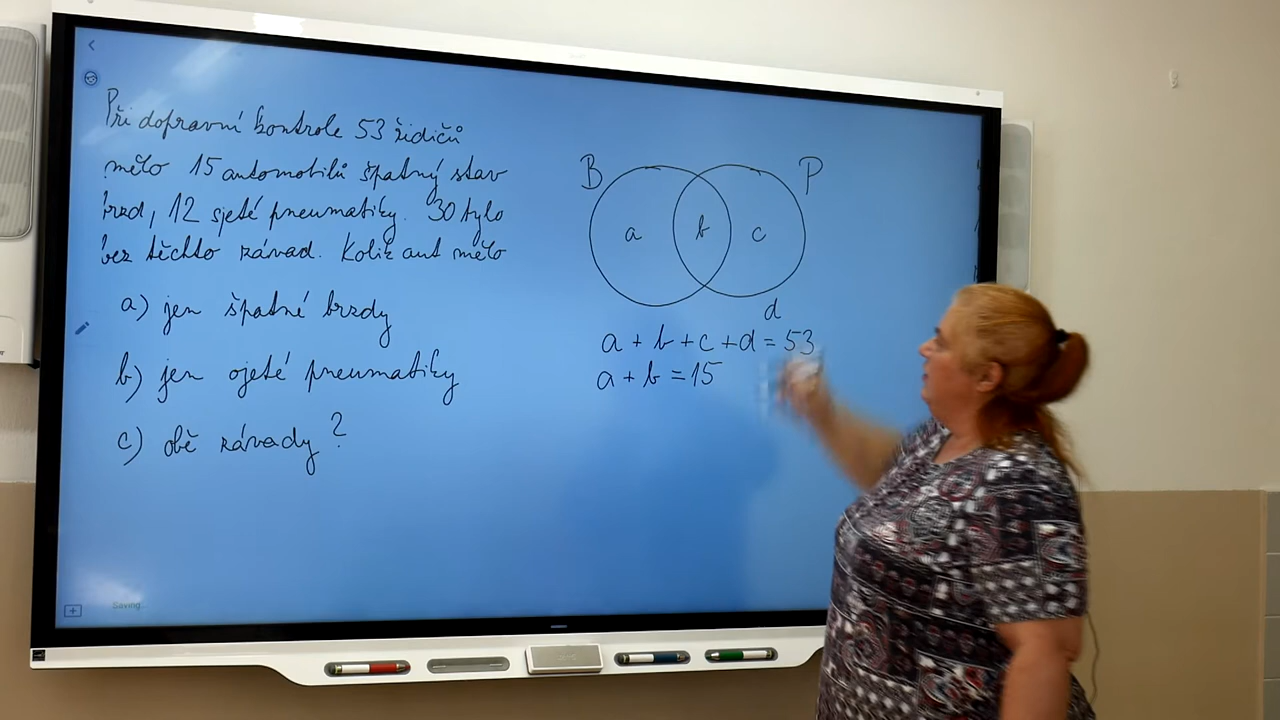 Při dopravní kontrole 53 řidičů
mělo 15 automobilů špatný stav
brzd, 12 sjeté pneumatiky. 30 bylo
bez těchto závad. Kolik aut mělo
a) jen špatné brzdy
b) jen ojeté pneumatiky
c) obě závady?
B P
a b c
d
a + b + c + d = 53
a + b = 15
Saving